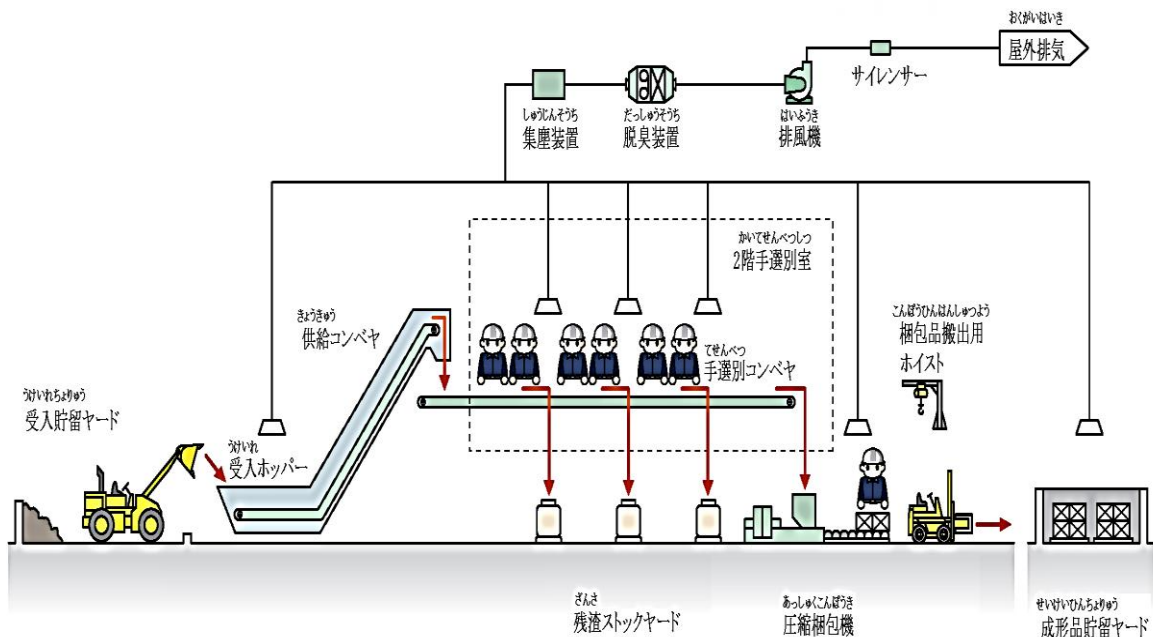 おくがいはいき
屋外排気
サイレンサー
しゅうじんそうち
集塵装置
だっしゅうそうち
脱臭装置
はいふうき
排風機
かいてせんべつしつ
2階手選別室
きょうきゅう
供給コンベヤ
てせんべつ
手選別コンベヤ
こんぽうひんはんしゅつよう
梱包品搬出用
ホイスト
うけいれちょりゅう
受入貯留ヤード
うけいれ
受入ホッパー
ざんさ
残渣ストックヤード
あっしゅくこんぽうき
圧縮梱包機
せいけいひんちょりゅう
成形品貯留ヤード